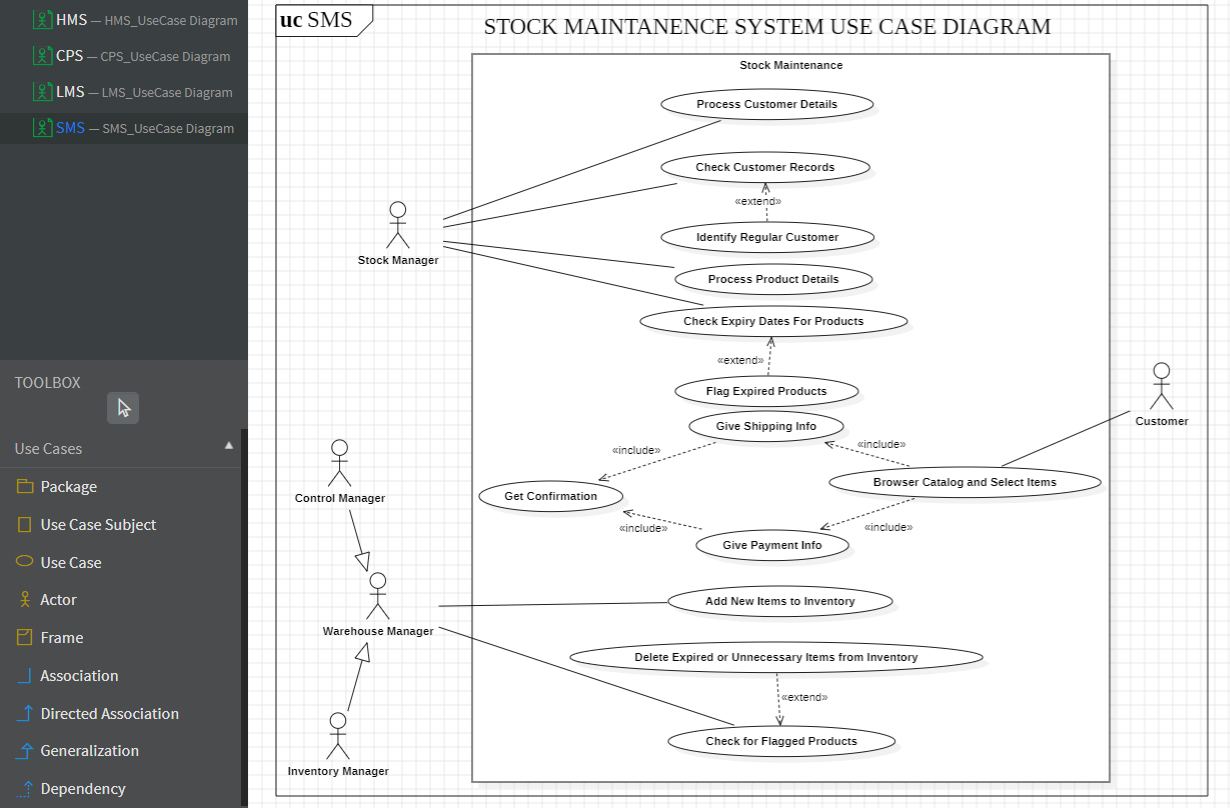 HMS — HMS_UseCase Diagram
CPS — CPS_UseCase Diagram
LMS — LMS_UseCase Diagram
SMS — SMS_UseCase Diagram
TOOLBOX
Use Cases
Package
Use Case Subject
Use Case
Actor
Frame
Association
Directed Association
Generalization
Dependency
uc SMS
STOCK MAINTANENCE SYSTEM USE CASE DIAGRAM
Stock Maintenance
Process Customer Details
Check Customer Records
«extend»
Identify Regular Customer
Stock Manager
Process Product Details
Check Expiry Dates For Products
«extend»
Flag Expired Products
Give Shipping Info
Customer
«include»
«include»
Browser Catalog and Select Items
Get Confirmation
Control Manager
«include»
«include»
Give Payment Info
Add New Items to Inventory
Warehouse Manager
Delete Expired or Unnecessary Items from Inventory
«extend»
Check for Flagged Products
Inventory Manager